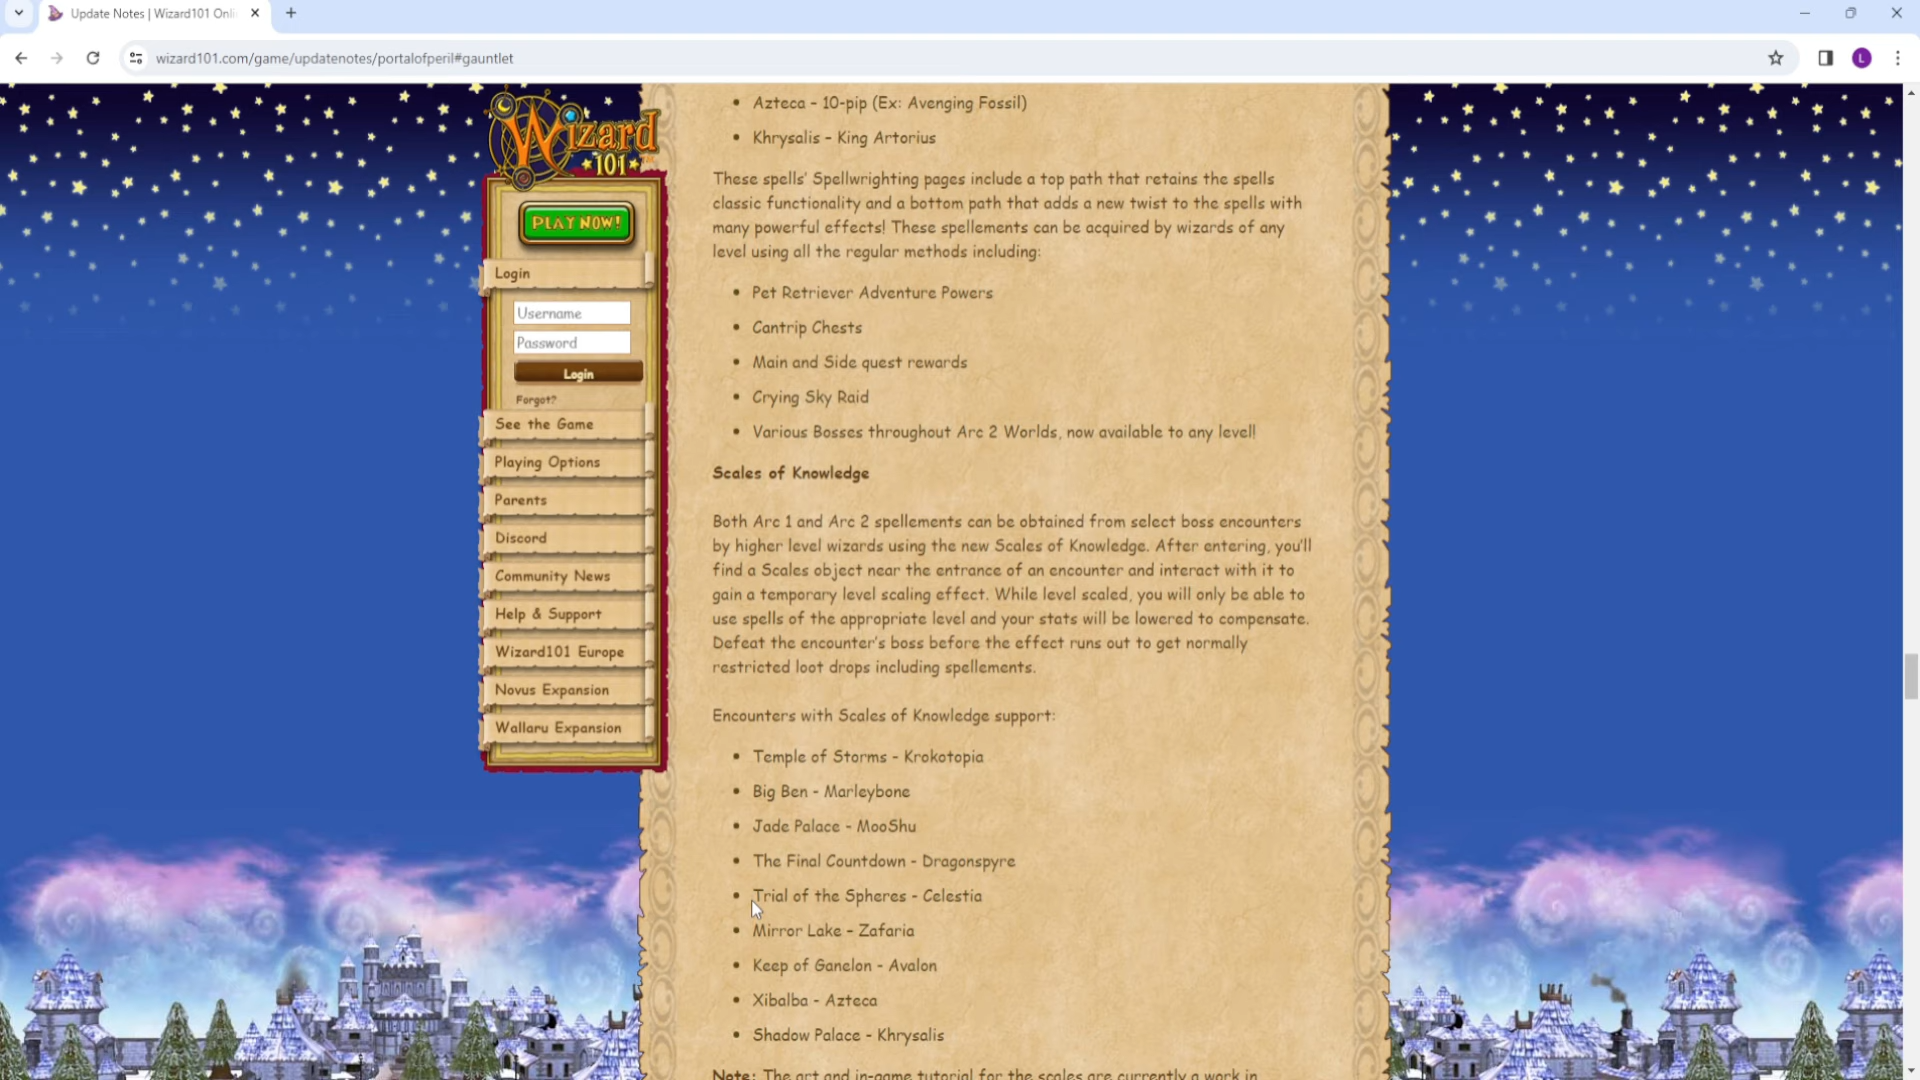 Update Notes | Wizard101 Onli
wizard101.com/game/updatenotes/portalofperil#gauntlet
L
Wizard
101
PLAY NOW!
Login
Username
Password
Login
Forgot?
See the Game
Playing Options
Parents
Discord
Community News
Help & Support
Wizard101 Europe
Novus Expansion
Wallaru Expansion
• Azteca – 10-pip (Ex: Avenging Fossil)
• Khrysalis – King Artorius
These spells' Spellwrighting pages include a top path that retains the spells
classic functionality and a bottom path that adds a new twist to the spells with
many powerful effects! These spellements can be acquired by wizards of any
level using all the regular methods including:
• Pet Retriever Adventure Powers
• Cantrip Chests
• Main and Side quest rewards
• Crying Sky Raid
• Various Bosses throughout Arc 2 Worlds, now available to any level!
Scales of Knowledge
Both Arc 1 and Arc 2 spellements can be obtained from select boss encounters
by higher level wizards using the new Scales of Knowledge. After entering, you'll
find a Scales object near the entrance of an encounter and interact with it to
gain a temporary level scaling effect. While level scaled, you will only be able to
use spells of the appropriate level and your stats will be lowered to compensate.
Defeat the encounter's boss before the effect runs out to get normally
restricted loot drops including spellements.
Encounters with Scales of Knowledge support:
• Temple of Storms - Krokotopia
• Big Ben - Marleybone
• Jade Palace - MooShu
• The Final Countdown - Dragonspyre
• Trial of the Spheres - Celestia
• Mirror Lake – Zafaria
• Keep of Ganelon - Avalon
• Xibalba - Azteca
• Shadow Palace - Khrysalis
Note: The art and in-game tutorial for the scales are currently a work in